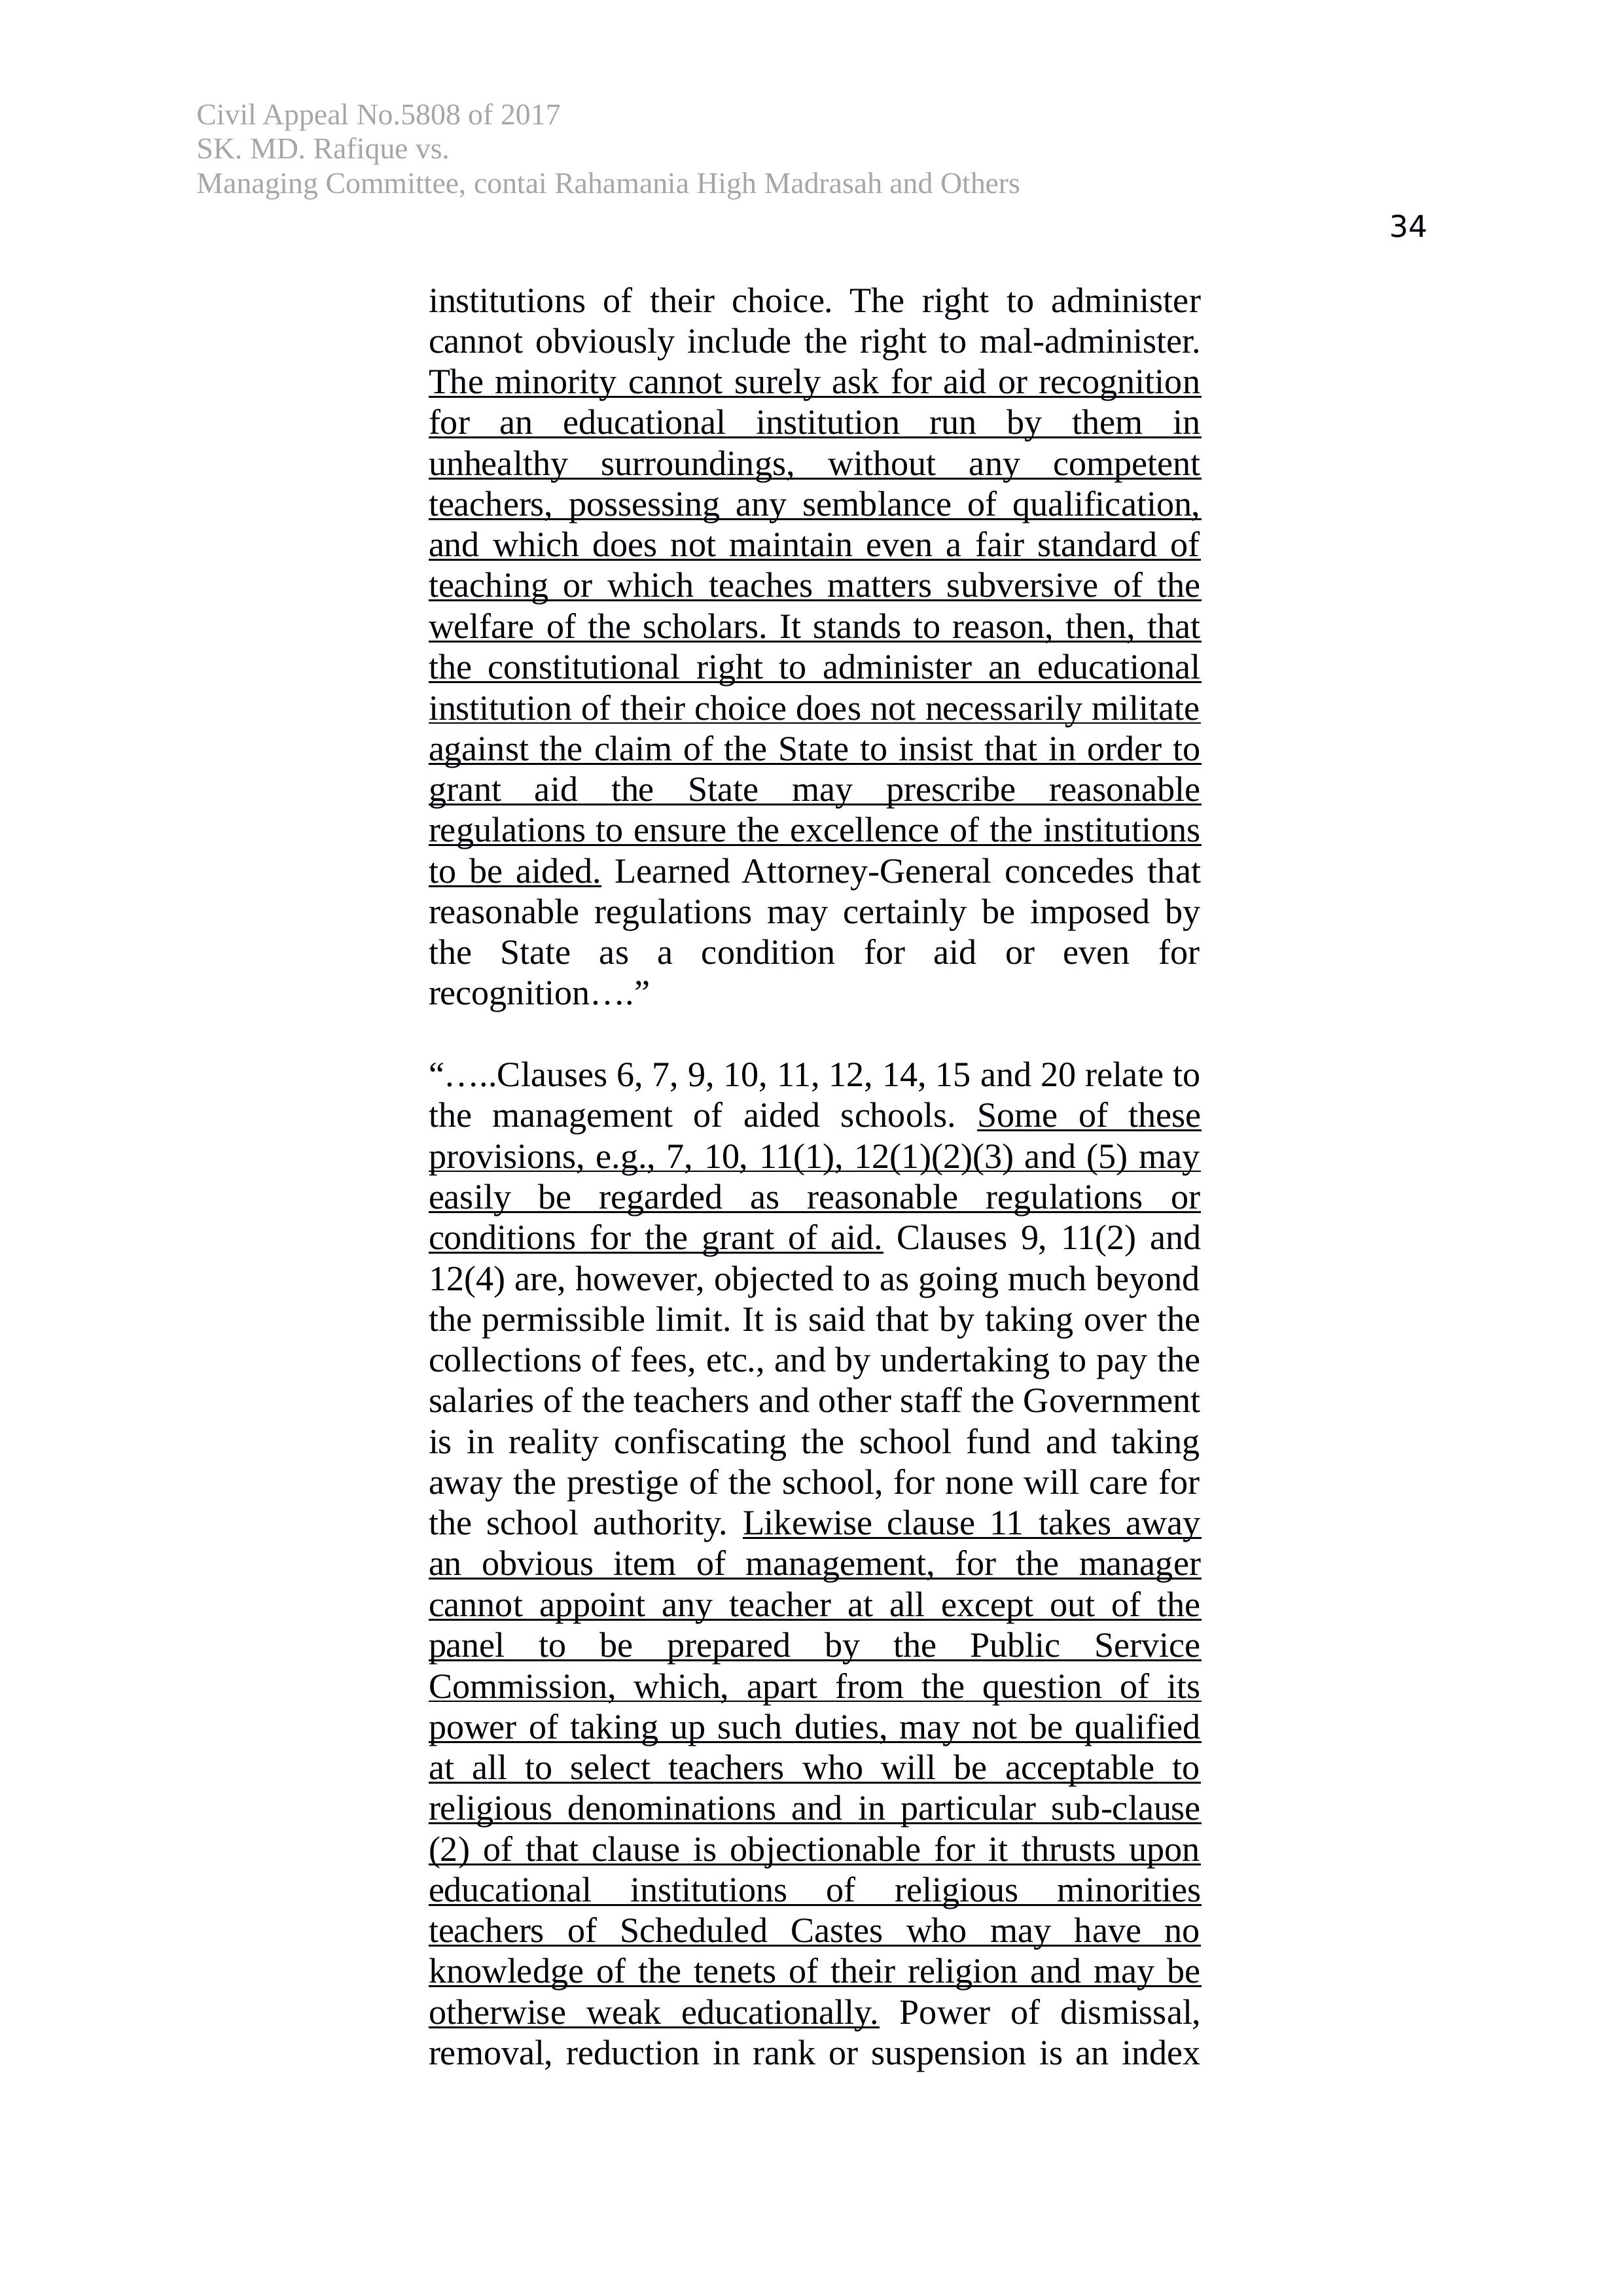 Civil Appeal No.5808 of 2017
SK. MD. Rafique vs.
Managing Committee, contai Rahamania High Madrasah and Others
34
institutions of their choice. The right to administer
cannot obviously include the right to mal-administer.
The minority cannot surely ask for aid or recognition
for an educational institution run by them in
unhealthy surroundings, without any competent
teachers, possessing any semblance of qualification,
and which does not maintain even a fair standard of
teaching or which teaches matters subversive of the
welfare of the scholars. It stands to reason, then, that
the constitutional right to administer an educational
institution of their choice does not necessarily militate
against the claim of the State to insist that in order to
grant aid the State may prescribe reasonable
regulations to ensure the excellence of the institutions
to be aided. Learned Attorney-General concedes that
reasonable regulations may certainly be imposed by
the State as a condition for aid or even for
recognition….”
“…..Clauses 6, 7, 9, 10, 11, 12, 14, 15 and 20 relate to
the management of aided schools. Some of these
provisions, e.g., 7, 10, 11(1), 12(1)(2)(3) and (5) may
easily be regarded as reasonable regulations or
conditions for the grant of aid. Clauses 9, 11(2) and
12(4) are, however, objected to as going much beyond
the permissible limit. It is said that by taking over the
collections of fees, etc., and by undertaking to pay the
salaries of the teachers and other staff the Government
is in reality confiscating the school fund and taking
away the prestige of the school, for none will care for
the school authority. Likewise clause 11 takes away
an obvious item of management, for the manager
cannot appoint any teacher at all except out of the
panel to be prepared by the Public Service
Commission, which, apart from the question of its
power of taking up such duties, may not be qualified
at all to select teachers who will be acceptable to
religious denominations and in particular sub-clause
(2) of that clause is objectionable for it thrusts upon
educational institutions of religious minorities
teachers of Scheduled Castes who may have no
knowledge of the tenets of their religion and may be
otherwise weak educationally. Power of dismissal,
removal, reduction in rank or suspension is an index